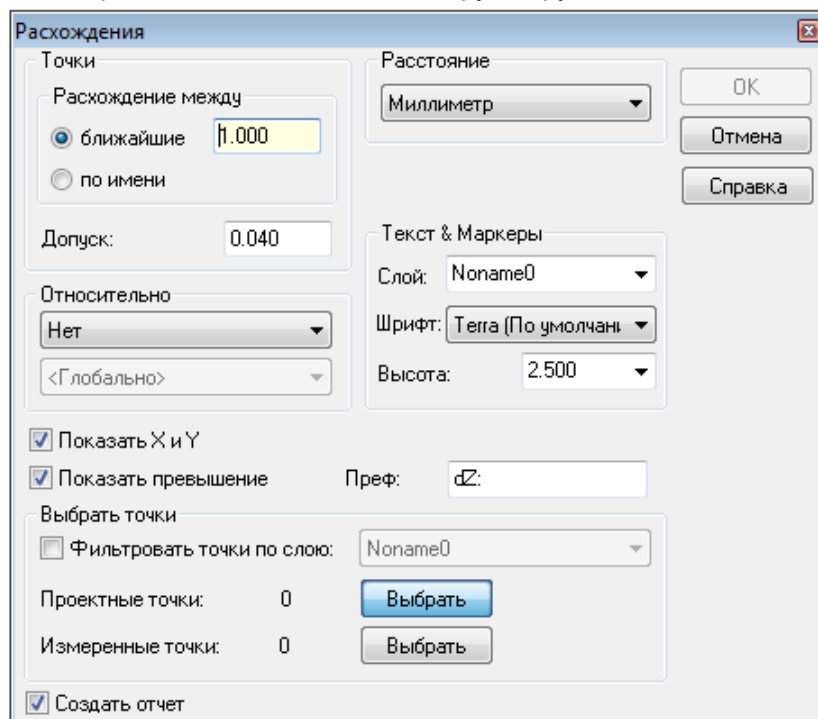 Расхождения
Точки
Расхождение между
ближайшие 1.000
по имени
Допуск: 0.040
Расстояние
Миллиметр
OK
Отмена
Справка
Относительно
Нет
<Глобально>
Текст & Маркеры
Слой: Noname0
Шрифт: Terra (По умолчан
Высота: 2.500
Показать X и Y
Показать превышение Преф: dZ:
Выбрать точки
Фильтровать точки по слою: Noname0
Проектные точки: 0 Выбрать
Измеренные точки: 0 Выбрать
Создать отчет